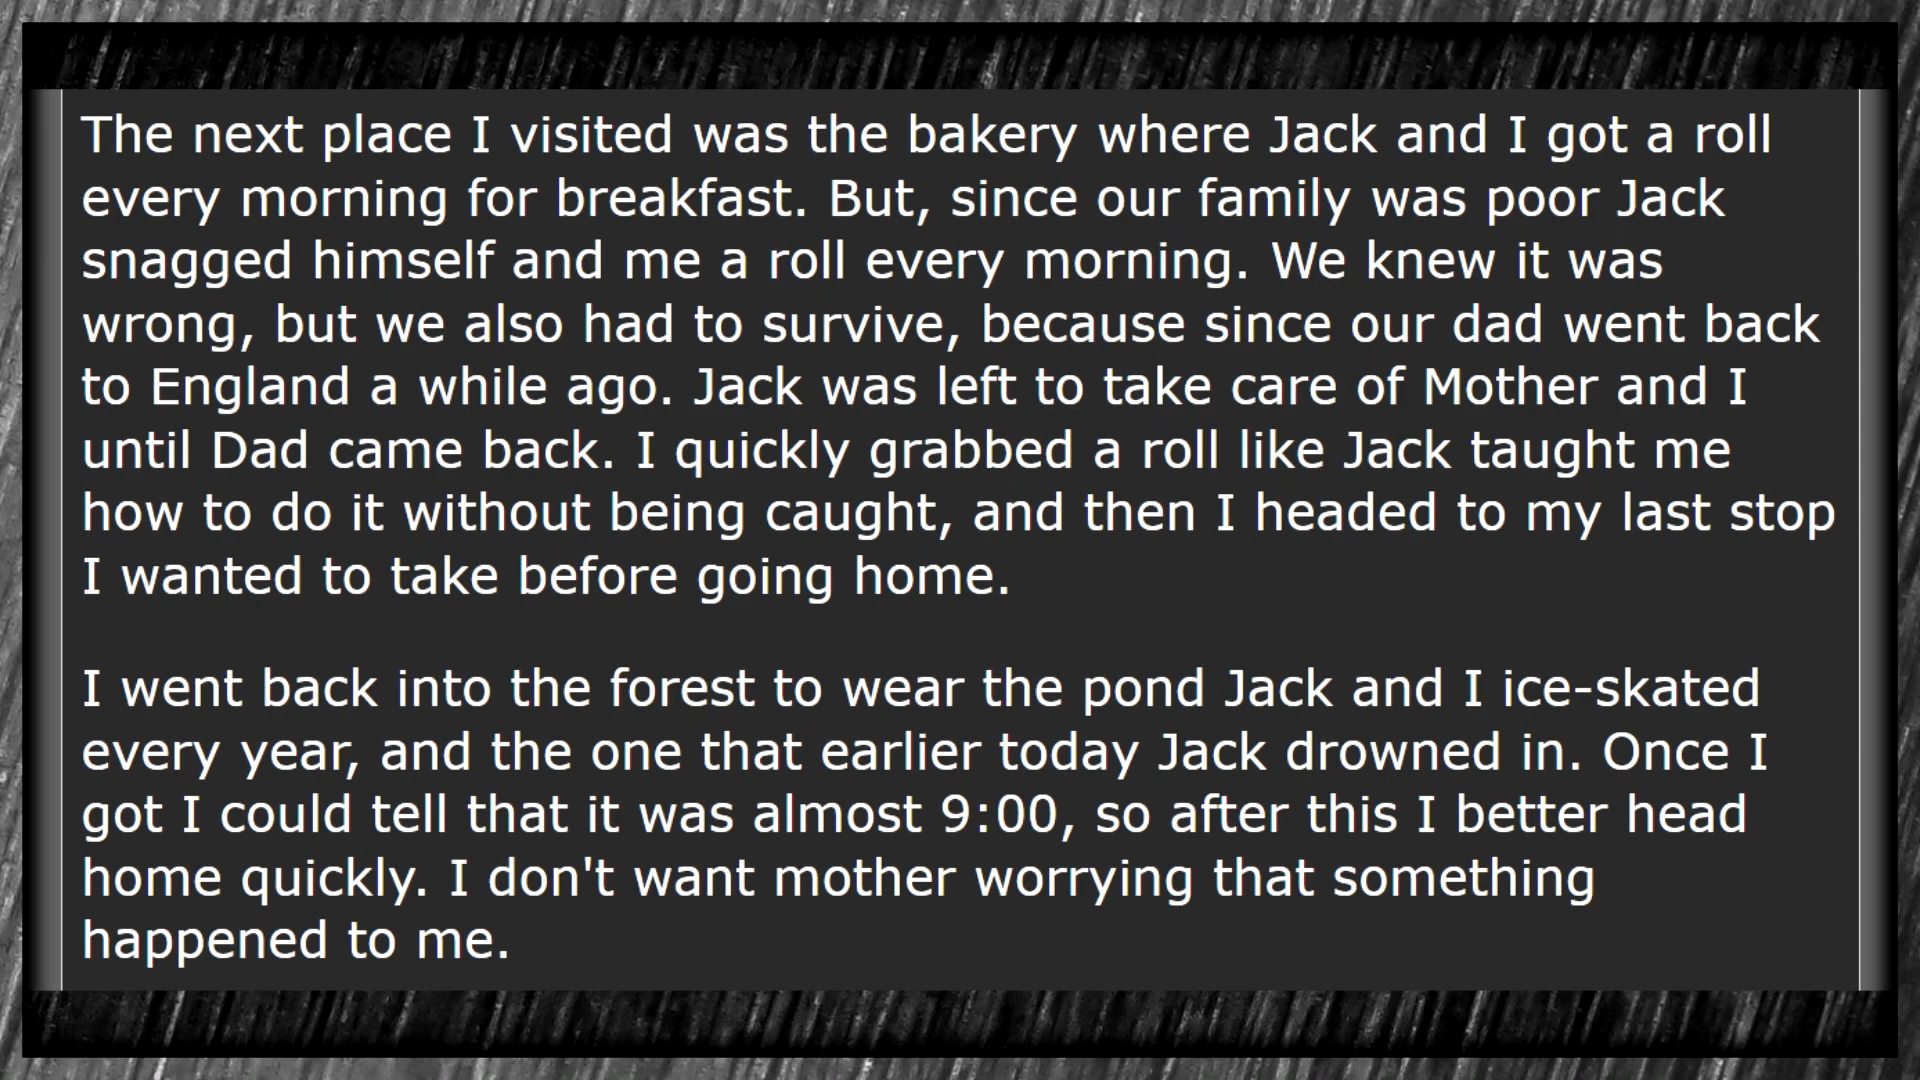 The next place I visited was the bakery where Jack and I got a roll
every morning for breakfast. But, since our family was poor Jack
snagged himself and me a roll every morning. We knew it was
wrong, but we also had to survive, because since our dad went back
to England a while ago. Jack was left to take care of Mother and I
until Dad came back. I quickly grabbed a roll like Jack taught me
how to do it without being caught, and then I headed to my last stop
I wanted to take before going home.
I went back into the forest to wear the pond Jack and I ice-skated
every year, and the one that earlier today Jack drowned in. Once I
got I could tell that it was almost 9:00, so after this I better head
home quickly. I don't want mother worrying that something
happened to me.